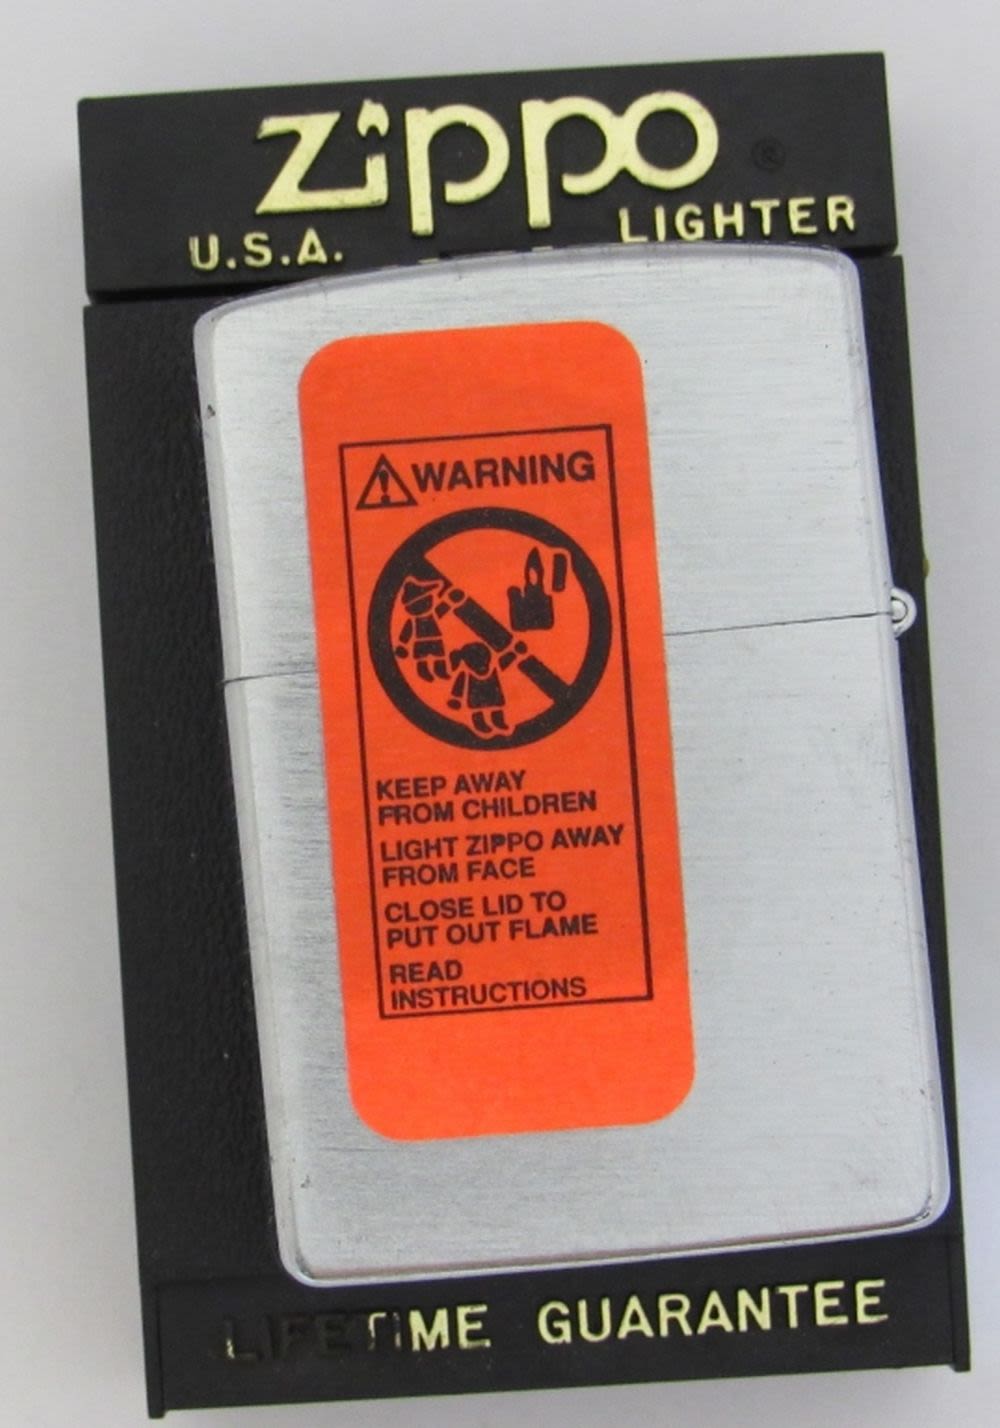 Zippo ®
U.S.A. LIGHTER
WARNING
KEEP AWAY
FROM CHILDREN
LIGHT ZIPPO AWAY
FROM FACE
CLOSE LID TO
PUT OUT FLAME
READ
INSTRUCTIONS
LIFETIME GUARANTEE